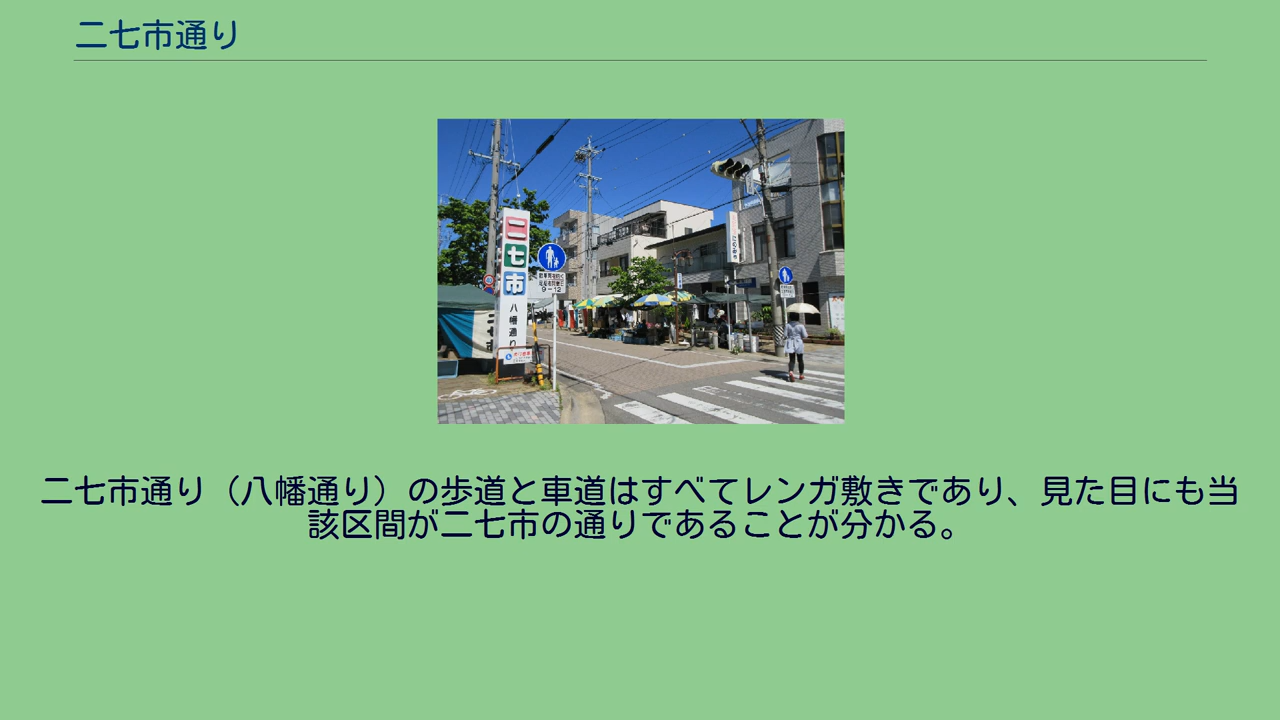 二七市通り
二七市
八幡通り
9－12
二七市通り（八幡通り）の歩道と車道はすべてレンガ敷きであり、見た目にも当
該区間が二七市の通りであることが分かる。